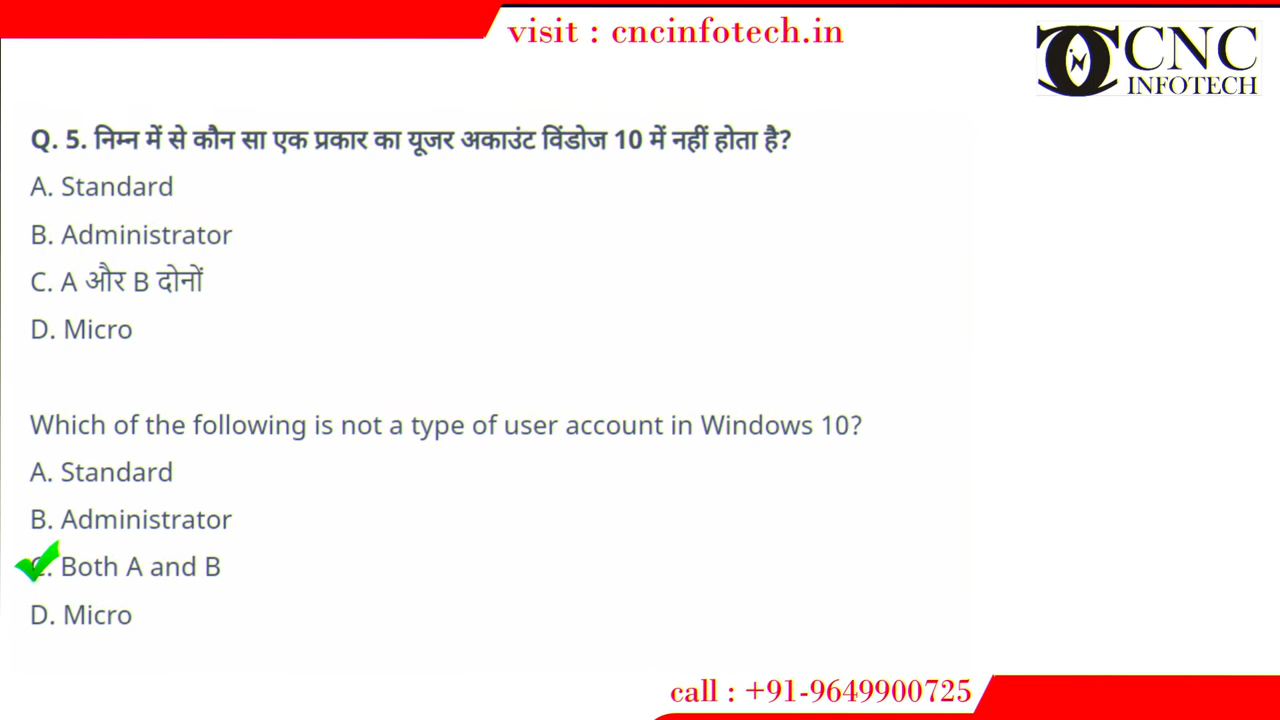 visit : cncinfotech.in
CNC
INFOTECH
Q. 5. निम्न में से कौन सा एक प्रकार का यूजर अकाउंट विंडोज 10 में नहीं होता है?
A. Standard
B. Administrator
C. A और B दोनों
D. Micro
Which of the following is not a type of user account in Windows 10?
A. Standard
B. Administrator
C. Both A and B
D. Micro
call : +91-9649900725